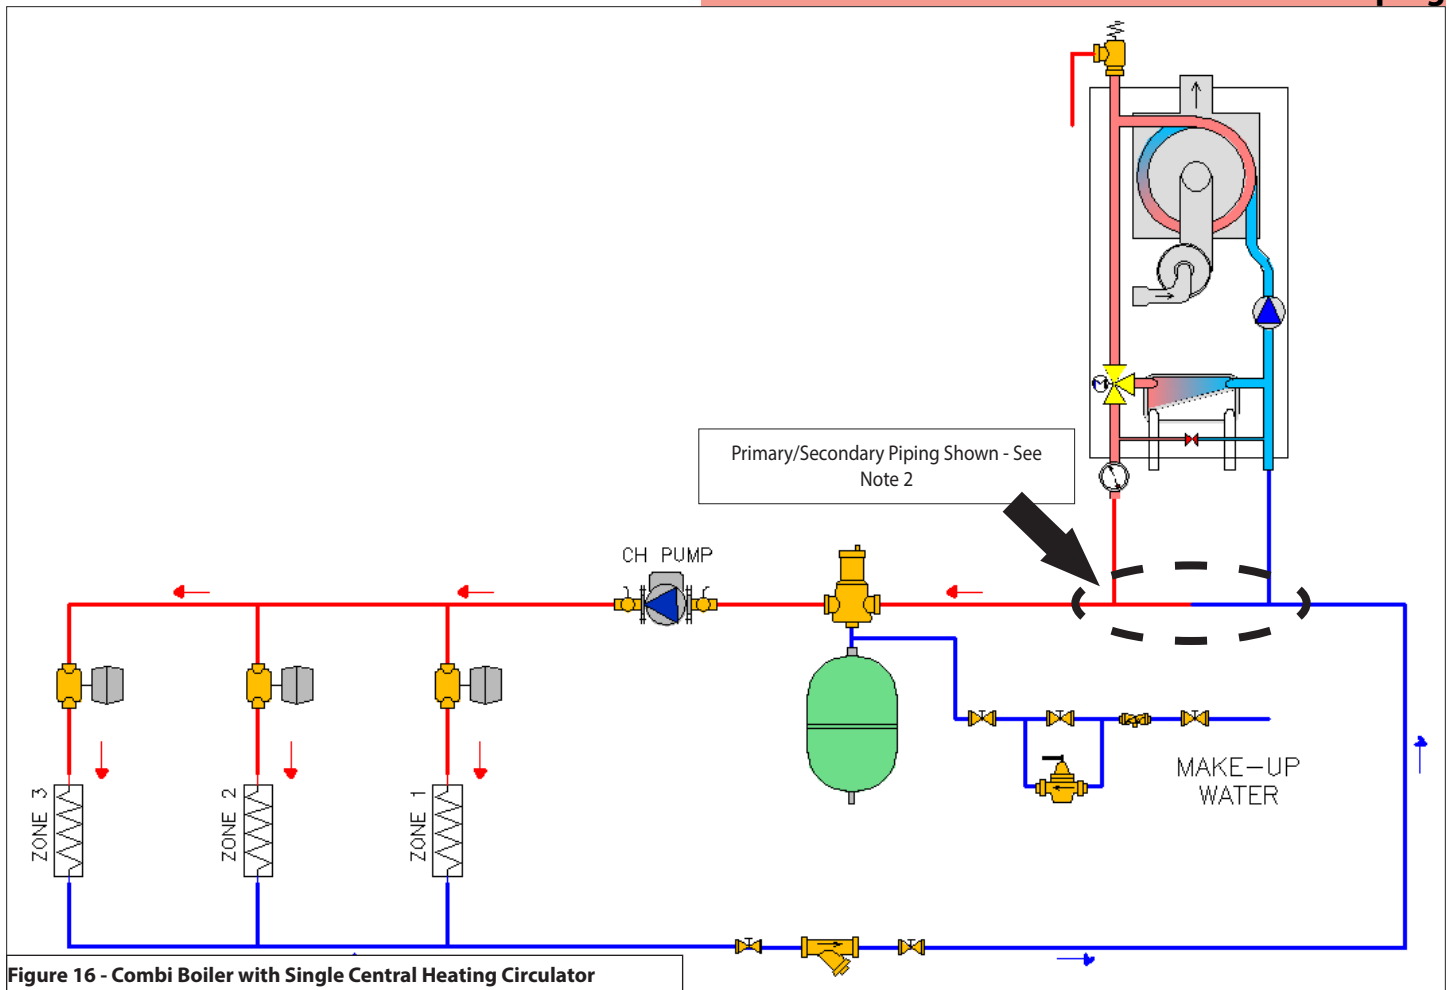 Primary/Secondary Piping Shown - See
Note 2
CH PUMP
M
MAKE-UP
WATER
ZONE 3
ZONE 2
ZONE 1
Figure 16 - Combi Boiler with Single Central Heating Circulator